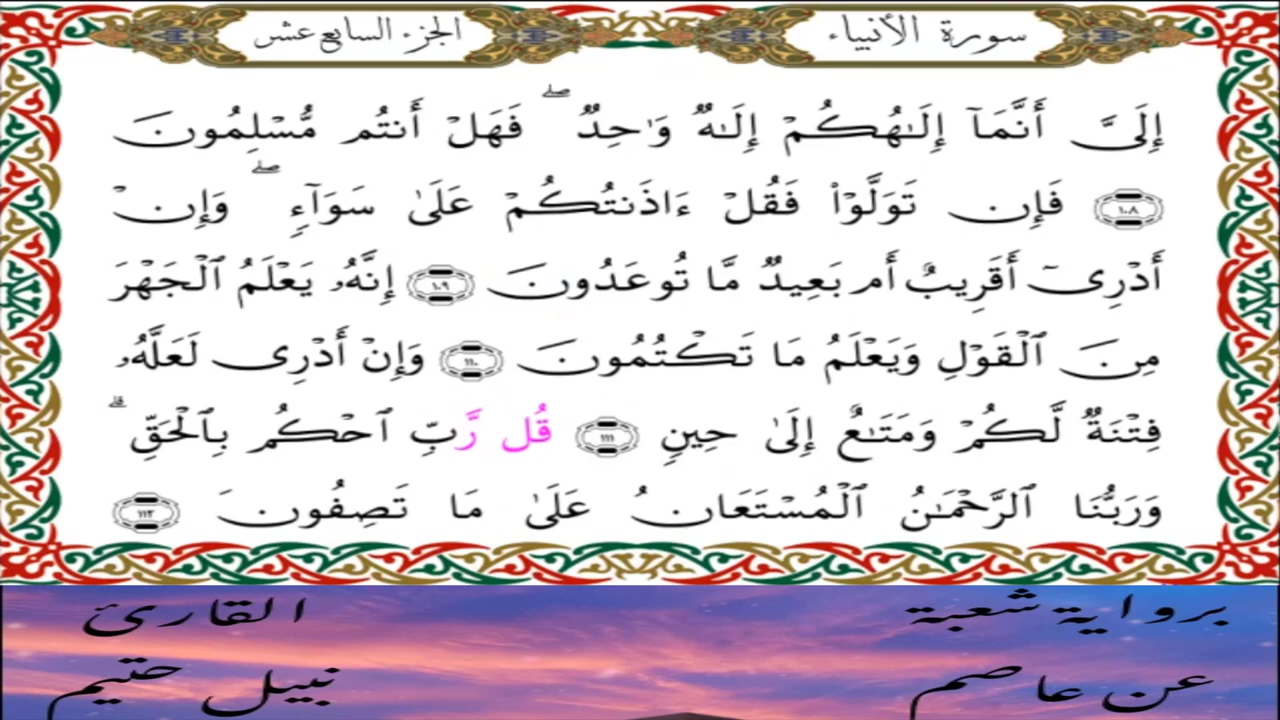 سورة الأنبياء
الجزء السابع عشر
إِلَىَّ أَنَّمَآ إِلَـٰهُكُمْ إِلَـٰهٌ وَٰحِدٌ ۖ فَهَلْ أَنتُم مُّسْلِمُونَ
١٠٨ فَإِن تَوَلَّوْا۟ فَقُلْ ءَاذَنتُكُمْ عَلَىٰ سَوَآءٍ ۖ وَإِنْ
أَدْرِىٓ أَقَرِيبٌ أَم بَعِيدٌ مَّا تُوعَدُونَ ١٠٩ إِنَّهُۥ يَعْلَمُ ٱلْجَهْرَ
مِنَ ٱلْقَوْلِ وَيَعْلَمُ مَا تَكْتُمُونَ ١١٠ وَإِنْ أَدْرِى لَعَلَّهُۥ
فِتْنَةٌ لَّكُمْ وَمَتَـٰعٌ إِلَىٰ حِينٍ ١١١ قُل رَّبِّ ٱحْكُم بِٱلْحَقِّ ۗ
وَرَبُّنَا ٱلرَّحْمَـٰنُ ٱلْمُسْتَعَانُ عَلَىٰ مَا تَصِفُونَ ١١٢
برواية شعبة
عن عاصم
القارئ
نبيل حتيم